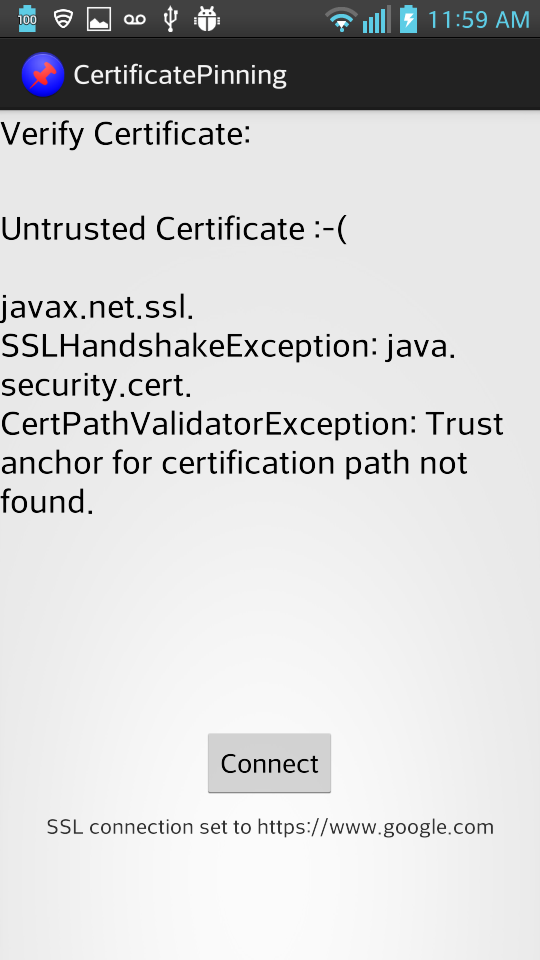 100 11:59 AM
CertificatePinning
Verify Certificate:
Untrusted Certificate :-(
javax.net.ssl.
SSLHandshakeException: java.
security.cert.
CertPathValidatorException: Trust
anchor for certification path not
found.
Connect
SSL connection set to https://www.google.com